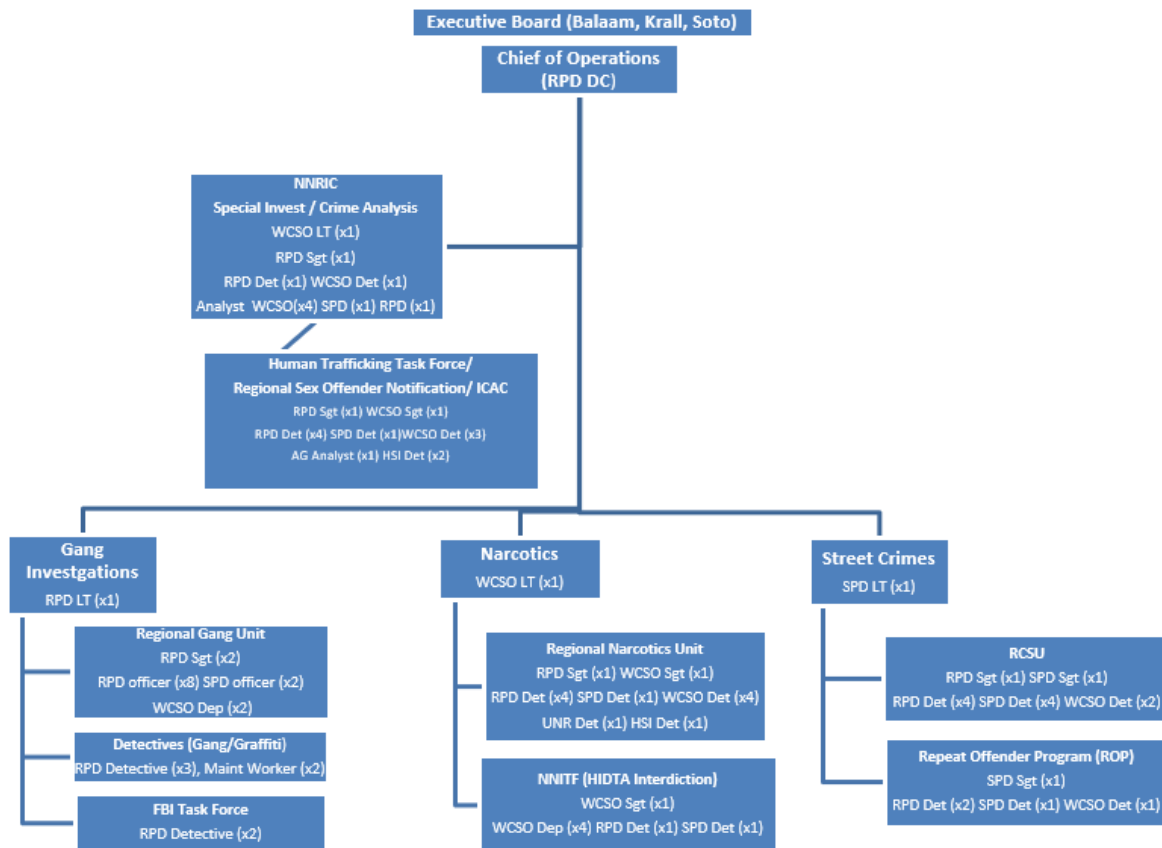 Executive Board (Balaam, Krall, Soto)
Chief of Operations
(RPD DC)
NNRIC
Special Invest / Crime Analysis
WCSO LT (x1)
RPD Sgt (x1)
RPD Det (x1) WCSO Det (x1)
Analyst WCSO(x4) SPD (x1) RPD (x1)
Human Trafficking Task Force/
Regional Sex Offender Notification/ ICAC
RPD Sgt (x1) WCSO Sgt (x1)
RPD Det (x4) SPD Det (x1)WCSO Det (x3)
AG Analyst (x1) HSI Det (x2)
Gang
Investgations
RPD LT (x1)
Regional Gang Unit
RPD Sgt (x2)
RPD officer (x8) SPD officer (x2)
WCSO Dep (x2)
Detectives (Gang/Graffiti)
RPD Detective (x3), Maint Worker (x2)
FBI Task Force
RPD Detective (x2)
Narcotics
WCSO LT (x1)
Regional Narcotics Unit
RPD Sgt (x1) WCSO Sgt (x1)
RPD Det (x4) SPD Det (x1) WCSO Det (x4)
UNR Det (x1) HSI Det (x1)
NNITF (HIDTA Interdiction)
WCSO Sgt (x1)
WCSO Dep (x4) RPD Det (x1) SPD Det (x1)
Street Crimes
SPD LT (x1)
RCSU
RPD Sgt (x1) SPD Sgt (x1)
RPD Det (x4) SPD Det (x4) WCSO Det (x2)
Repeat Offender Program (ROP)
SPD Sgt (x1)
RPD Det (x2) SPD Det (x1) WCSO Det (x1)